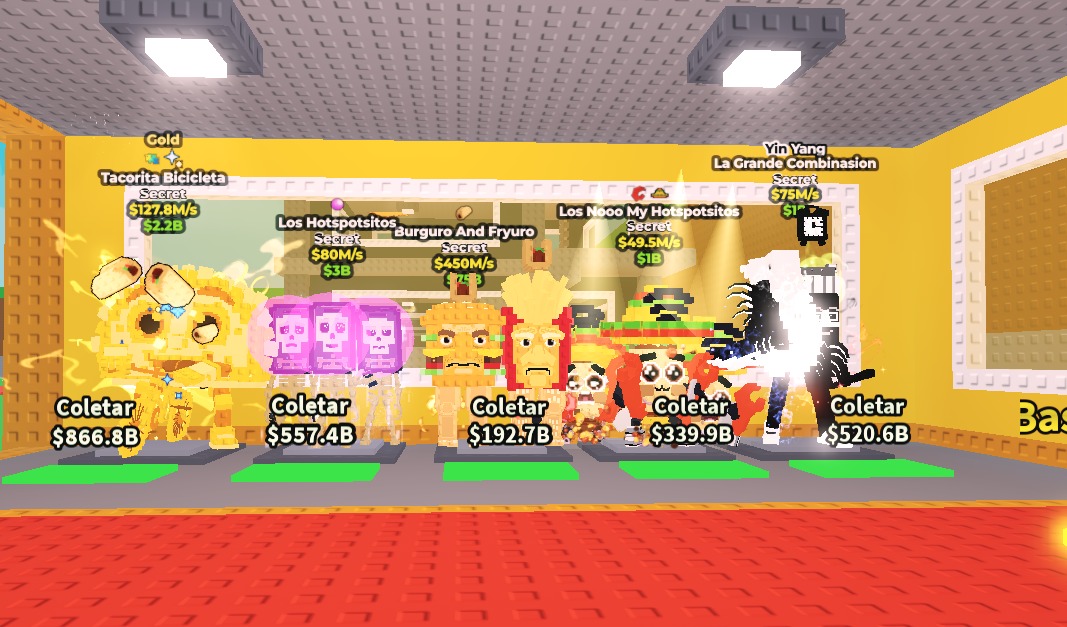 Gold
Tacorita Bicicleta
Secret
$127.8M/s
$2.2B
Los Hotspotsitos
Secret
$80M/s
$3B
Burguro And Fryuro
Secret
$450M/s
$75B
Los Nooo My Hotspotsitos
Secret
$49.5M/s
$1B
Yin Yang
La Grande Combinasion
Secret
$75M/s
Coletar
$866.8B
Coletar
$557.4B
Coletar
$192.7B
Coletar
$339.9B
Coletar
$520.6B
Bas